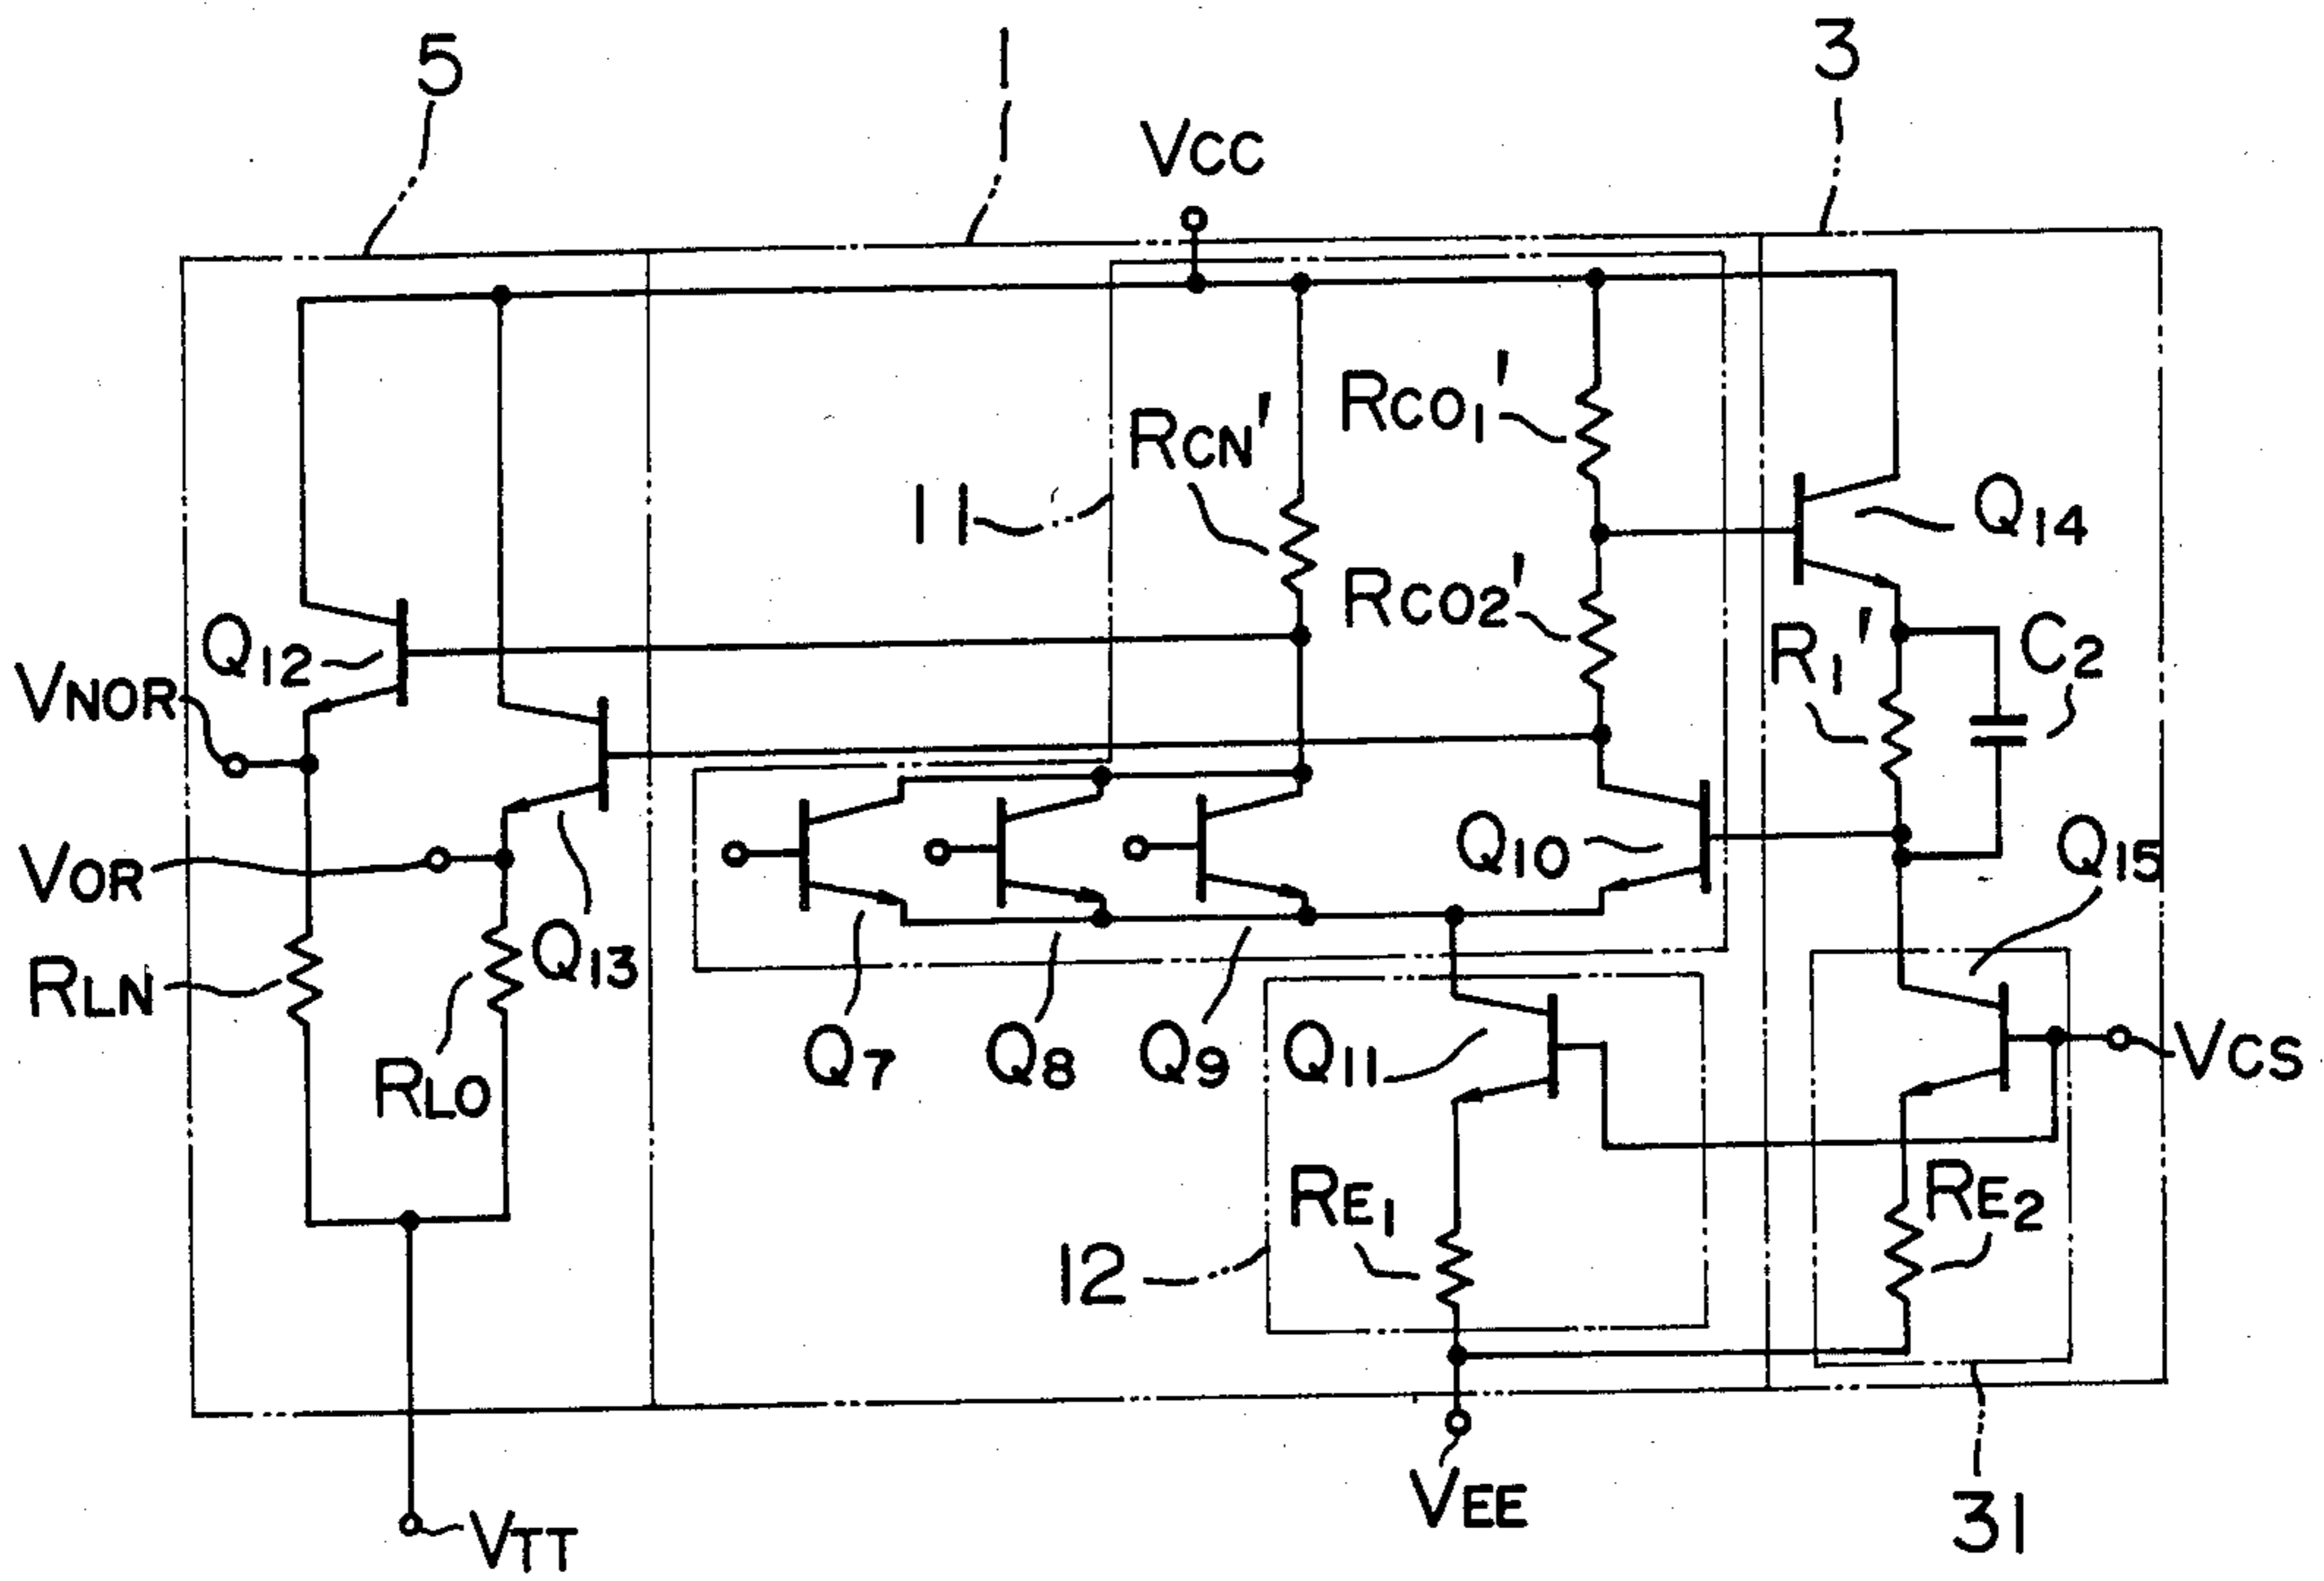 5
1
3
VCC
RCN'
RCO1'
11
Q14
RCO2'
Q12
R1'
C2
VNOR
Q10
Q15
VOR
Q13
RLN
RLO
Q7
Q8
Q9
Q11
VCS
RE1
RE2
12
VEE
31
VTT